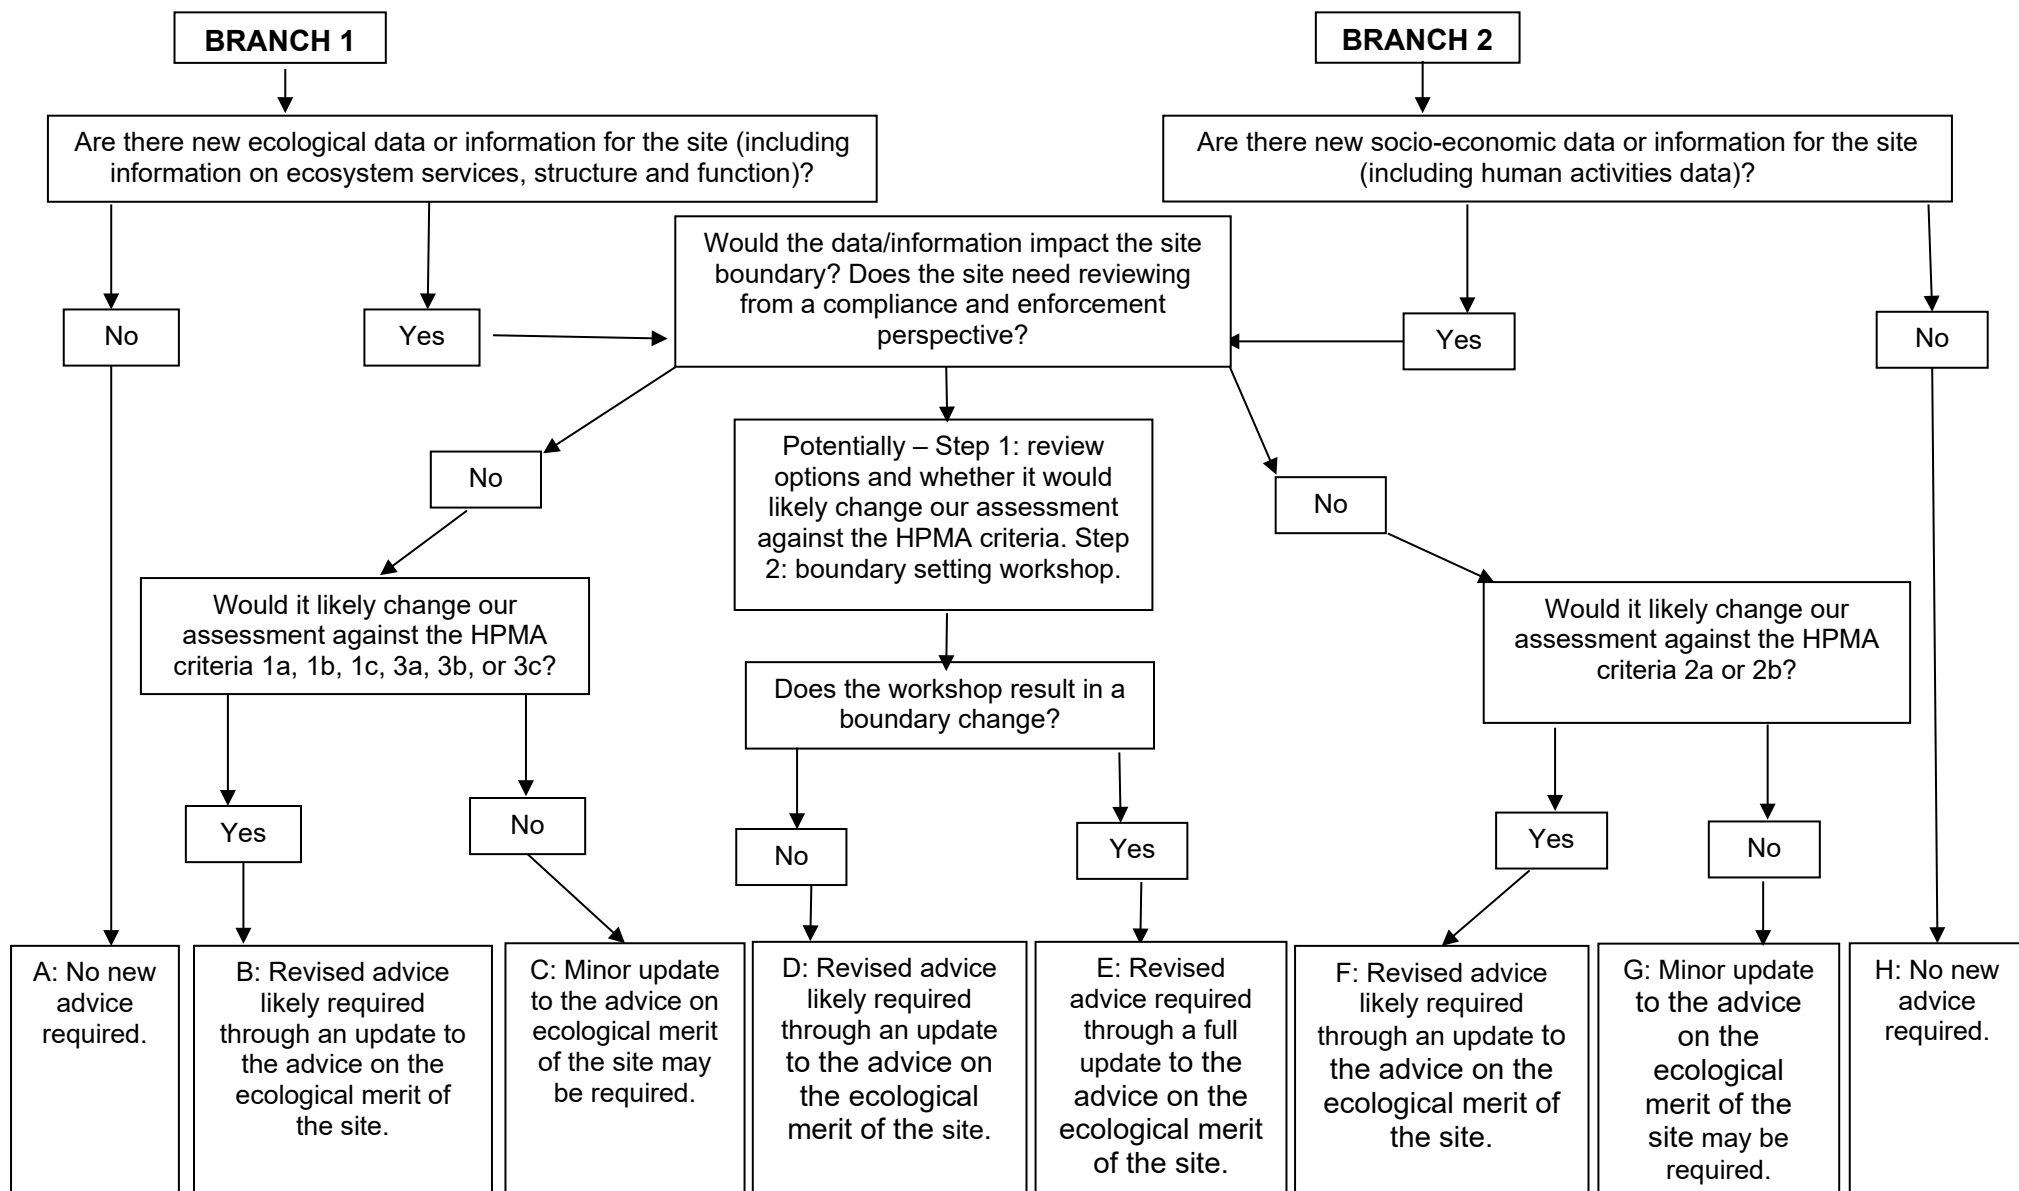 BRANCH 1
BRANCH 2
Are there new ecological data or information for the site (including
information on ecosystem services, structure and function)?
Are there new socio-economic data or information for the site
(including human activities data)?
Would the data/information impact the site
boundary? Does the site need reviewing
from a compliance and enforcement
perspective?
No
Yes
Yes
No
No
Potentially – Step 1: review
options and whether it would
likely change our assessment
against the HPMA criteria. Step
2: boundary setting workshop.
No
Would it likely change our
assessment against the HPMA
criteria 1a, 1b, 1c, 3a, 3b, or 3c?
Does the workshop result in a
boundary change?
Would it likely change our
assessment against the HPMA
criteria 2a or 2b?
Yes
No
No
Yes
Yes
No
A: No new
advice
required.
B: Revised advice
likely required
through an update to
the advice on the
ecological merit of
the site.
C: Minor update
to the advice on
ecological merit
of the site may
be required.
D: Revised advice
likely required
through an update
to the advice on
the ecological
merit of the site.
E: Revised
advice required
through a full
update to the
advice on the
ecological merit
of the site.
F: Revised advice
likely required
through an update to
the advice on the
ecological merit of
the site.
G: Minor update
to the advice
on the
ecological
merit of the
site may be
required.
H: No new
advice
required.